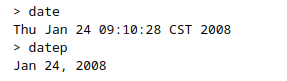 > date
Thu Jan 24 09:10:28 CST 2008
> datep
Jan 24, 2008